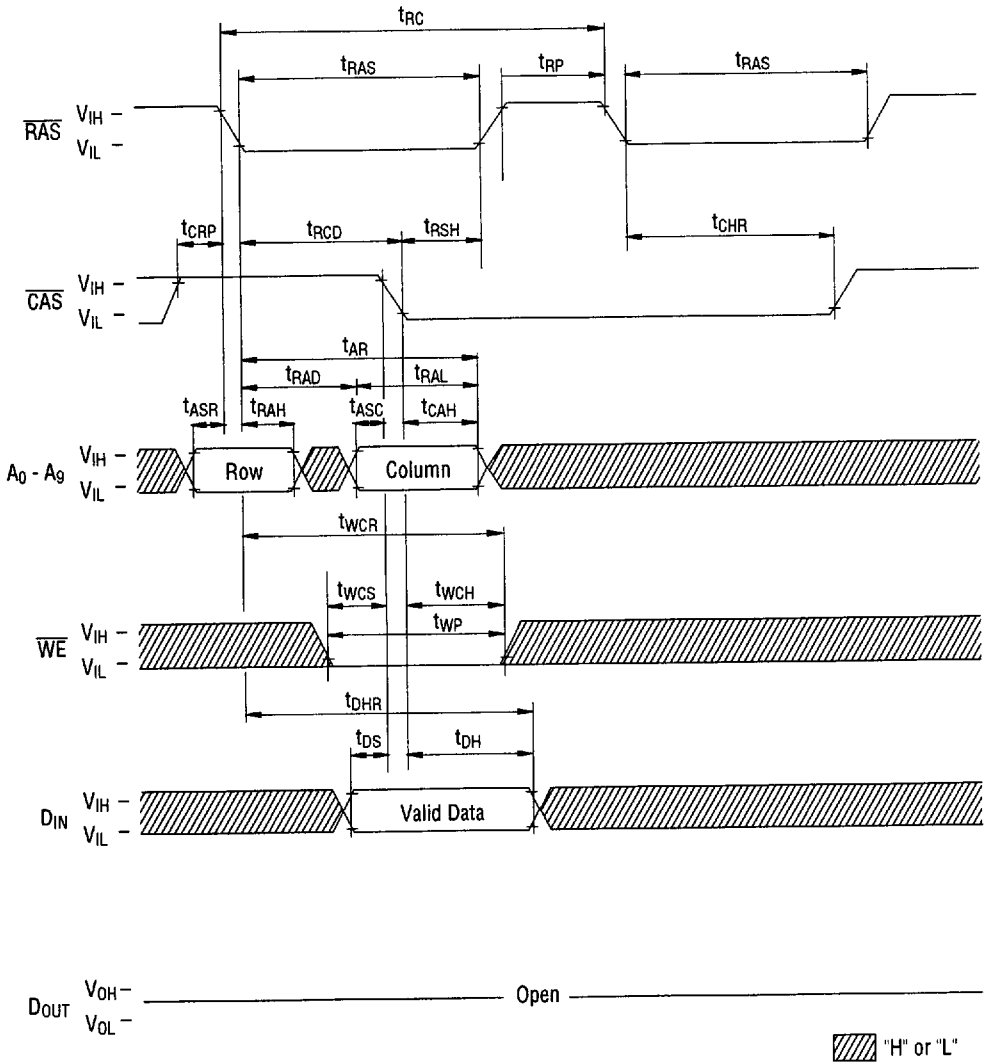 tRC
tRAS tRP tRAS
RAS VIH –
VIL –
tCRP tRCD tRSH tCHR
CAS VIH –
VIL –
tAR
tRAD tRAL
tASR tRAH tASC tCAH
A0 - A9 VIH –
VIL –
Row Column
tWCR
tWCS tWCH
tWP
WE VIH –
VIL –
tDHR
tDS tDH
DIN VIH –
VIL –
Valid Data
DOUT VOH –
VOL –
Open
"H" or "L"